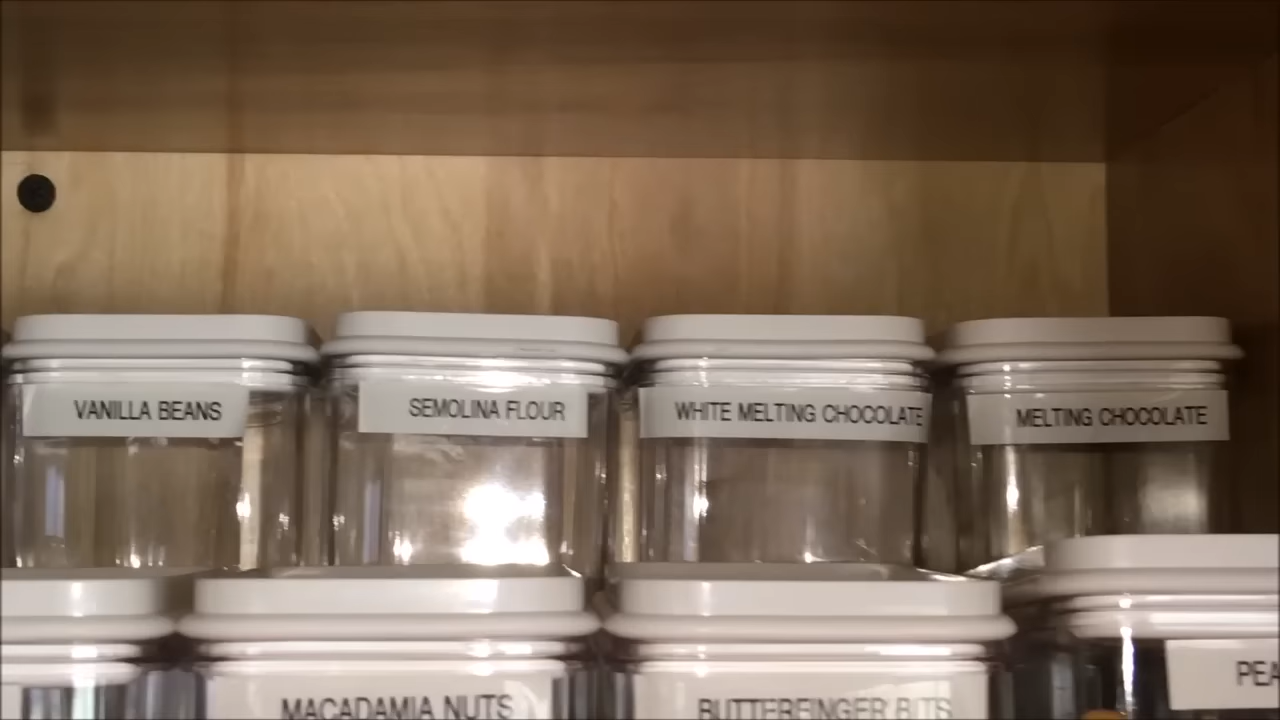 VANILLA BEANS
SEMOLINA FLOUR
WHITE MELTING CHOCOLATE
MELTING CHOCOLATE
MACADAMIA NUTS
BUTTERFINGER BITS